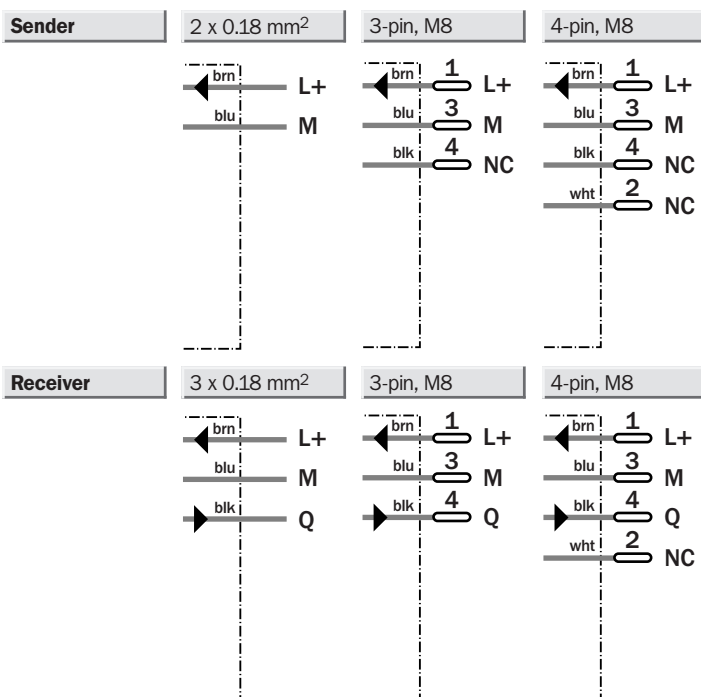 Sender 2 x 0.18 mm² 3-pin, M8 4-pin, M8
brn L+ brn 1 L+ brn 1 L+
blu M blu 3 M blu 3 M
blk 4 NC blk 4 NC
wht 2 NC
Receiver 3 x 0.18 mm² 3-pin, M8 4-pin, M8
brn L+ brn 1 L+ brn 1 L+
blu M blu 3 M blu 3 M
blk Q blk 4 Q blk 4 Q
wht 2 NC